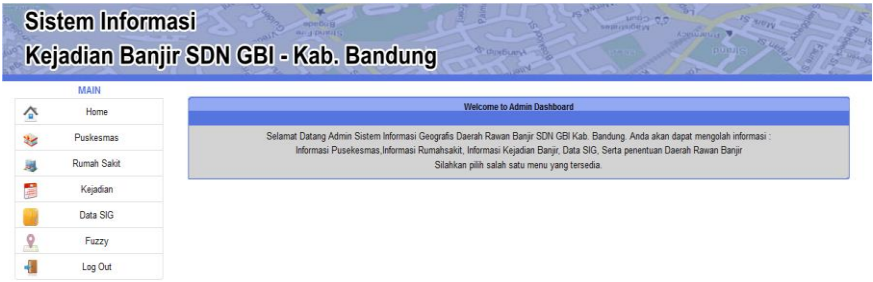 Sistem Informasi
Kejadian Banjir SDN GBI - Kab. Bandung
MAIN
Home
Puskesmas
Rumah Sakit
Kejadian
Data SIG
Fuzzy
Log Out
Welcome to Admin Dashboard
Selamat Datang Admin Sistem Informasi Geografis Daerah Rawan Banjir SDN GBI Kab. Bandung. Anda akan dapat mengolah informasi :
Informasi Pusekesmas,Informasi Rumahsakit, Informasi Kejadian Banjir, Data SIG, Serta penentuan Daerah Rawan Banjir
Silahkan pilih salah satu menu yang tersedia.